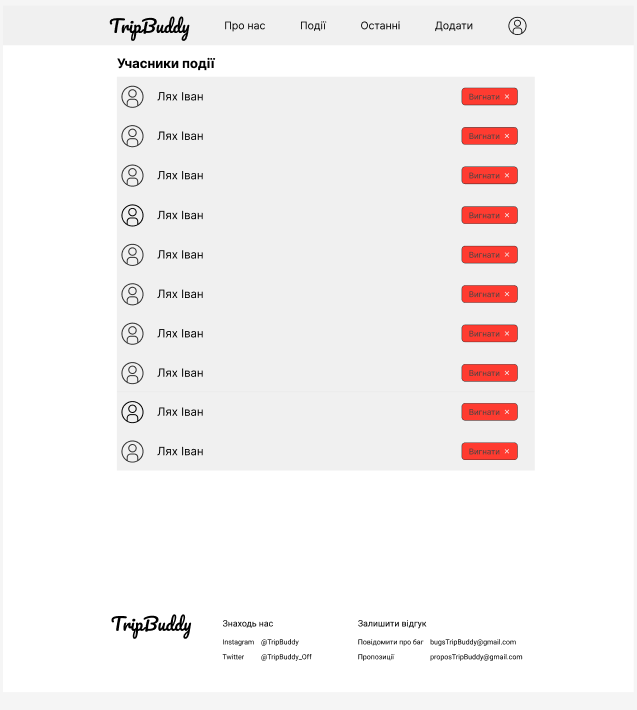 TripBuddy Про нас Події Останні Додати
Учасники події
Лях Іван Вигнати ×
Лях Іван Вигнати ×
Лях Іван Вигнати ×
Лях Іван Вигнати ×
Лях Іван Вигнати ×
Лях Іван Вигнати ×
Лях Іван Вигнати ×
Лях Іван Вигнати ×
Лях Іван Вигнати ×
Лях Іван Вигнати ×
TripBuddy
Знаходь нас
Instagram @TripBuddy
Twitter @TripBuddy_Off
Залишити відгук
Повідомити про баг bugsTripBuddy@gmail.com
Пропозиції proposTripBuddy@gmail.com